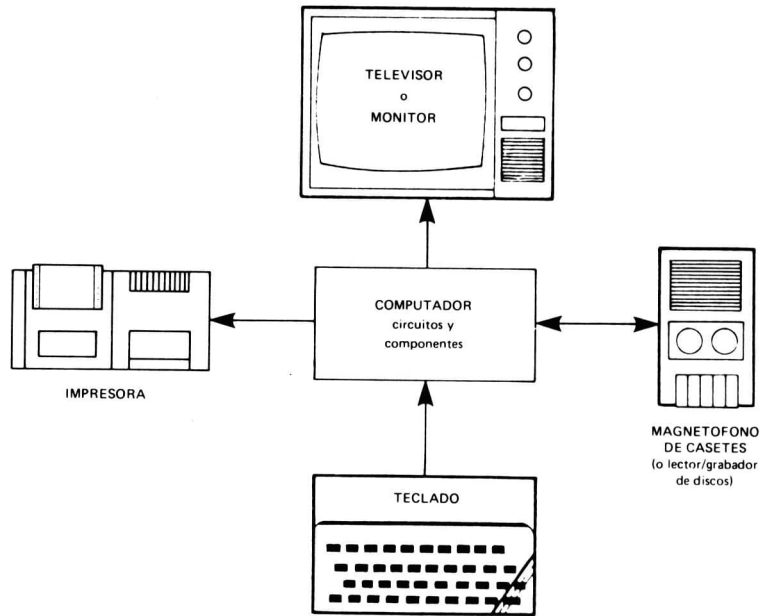 TELEVISOR
o
MONITOR
COMPUTADOR
circuitos y
componentes
IMPRESORA
MAGNETOFONO
DE CASETES
(o lector/grabador
de discos)
TECLADO